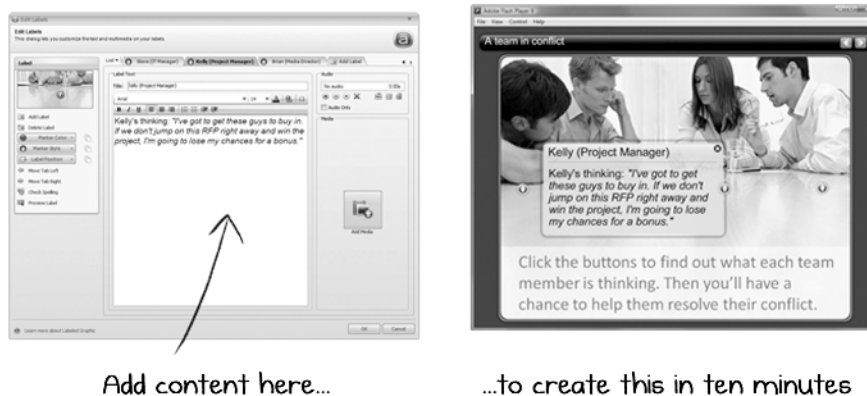 Edit Labels
Edit Labels
This dialog lets you customize the text and multimedia on your labels.
Label
Add Label
Delete Label
Marker Color
Marker Style
Label Position
Move Tab Left
Move Tab Right
Check Spelling
Preview Label
List
Steve (IT Manager)
Kelly (Project Manager)
Brian (Media Director)
Add Label
Label Text
Title: Kelly (Project Manager)
Arial
14
B I U
Kelly's thinking: "I've got to get these guys to buy in.
If we don't jump on this RFP right away and win the
project, I'm going to lose my chances for a bonus."
Audio
No audio
0.00s
Audio Only
Media
Add Media
Learn more about Labeled Graphic
OK
Cancel
Add content here...
Adobe Flash Player 9
File View Control Help
A team in conflict
Kelly (Project Manager)
Kelly's thinking: "I've got to get
these guys to buy in. If we don't
jump on this RFP right away and
win the project, I'm going to lose
my chances for a bonus."
Click the buttons to find out what each team
member is thinking. Then you'll have a
chance to help them resolve their conflict.
...to create this in ten minutes